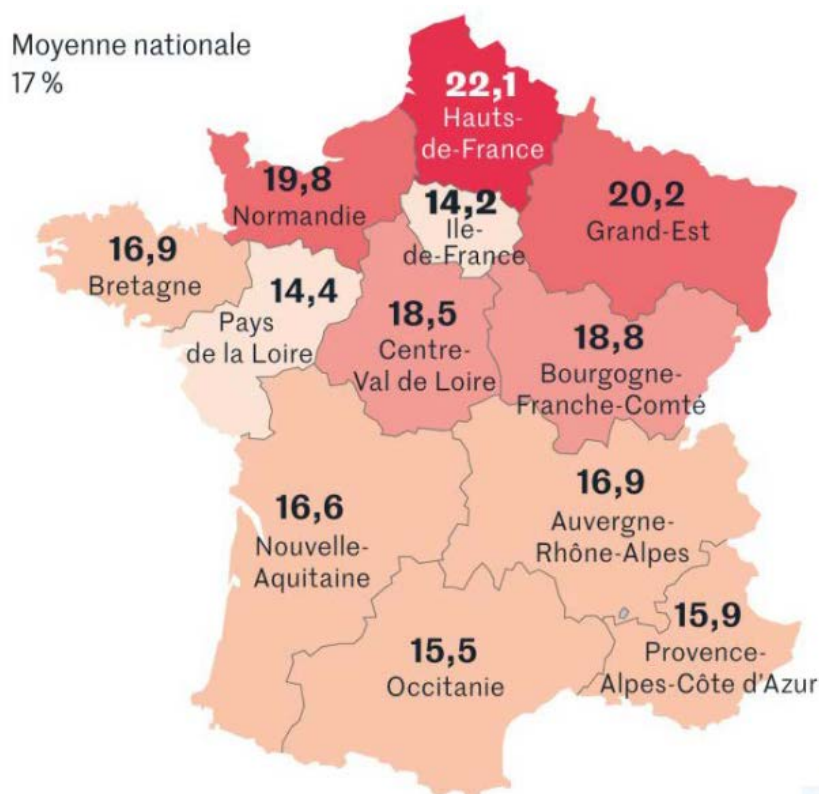 Moyenne nationale
17 %
22,1
Hauts-
de-France
19,8
Normandie
14,2
Ile-
de-France
20,2
Grand-Est
16,9
Bretagne
14,4
Pays
de la Loire
18,5
Centre-
Val de Loire
18,8
Bourgogne-
Franche-Comté
16,6
Nouvelle-
Aquitaine
16,9
Auvergne-
Rhône-Alpes
15,5
Occitanie
15,9
Provence-
Alpes-Côte d'Azur